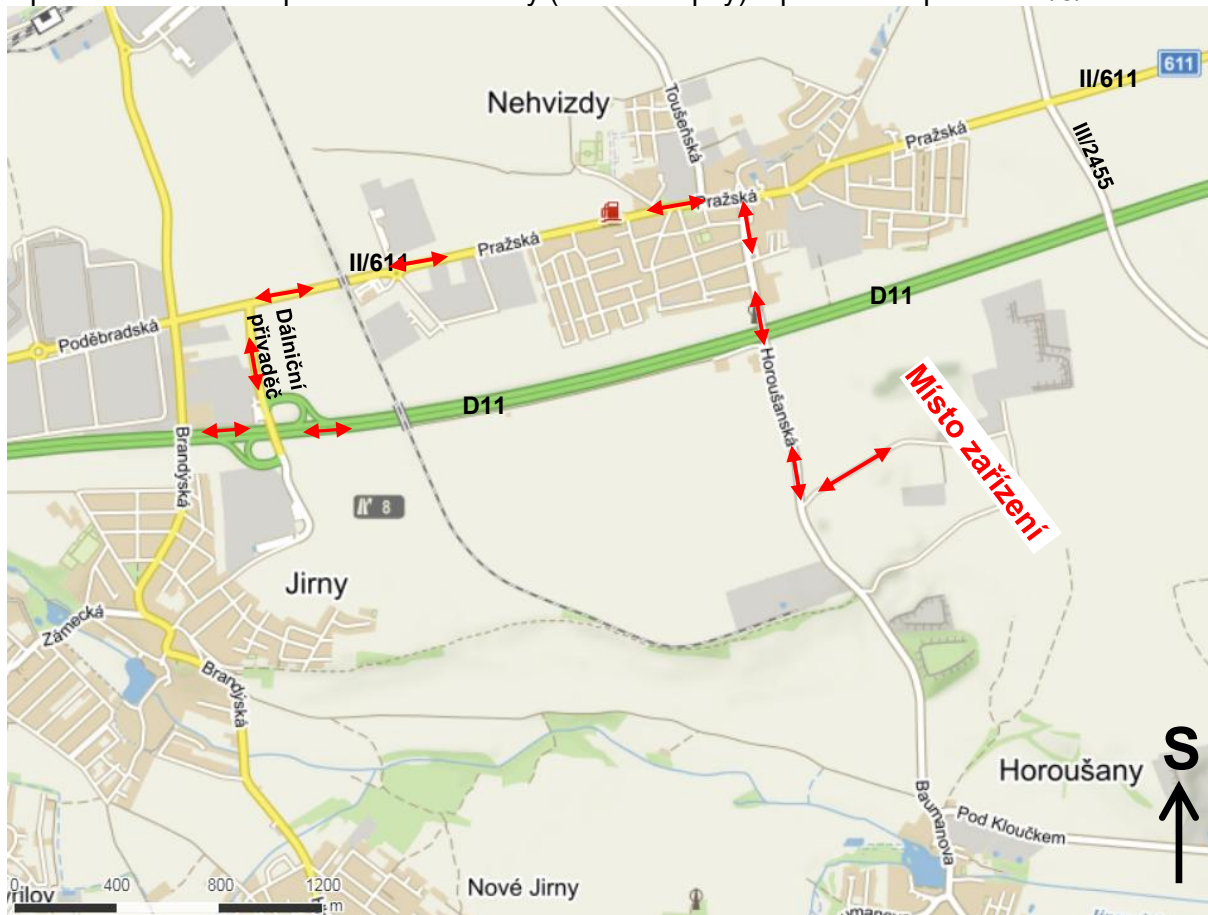 Nehvizdy
611
II/611
Toušeňská
Pražská
III/2455
Pražská
II/611
Pražská
D11
Poděbradská
Dálniční
přivaděč
Horoušanská
D11
Místo zařízení
Brandýská
8
Jirny
Zámecká
Brandýská
S
Horoušany
Baumanova
Pod Kloučkem
0 400 800 1200
m
Nové Jirny